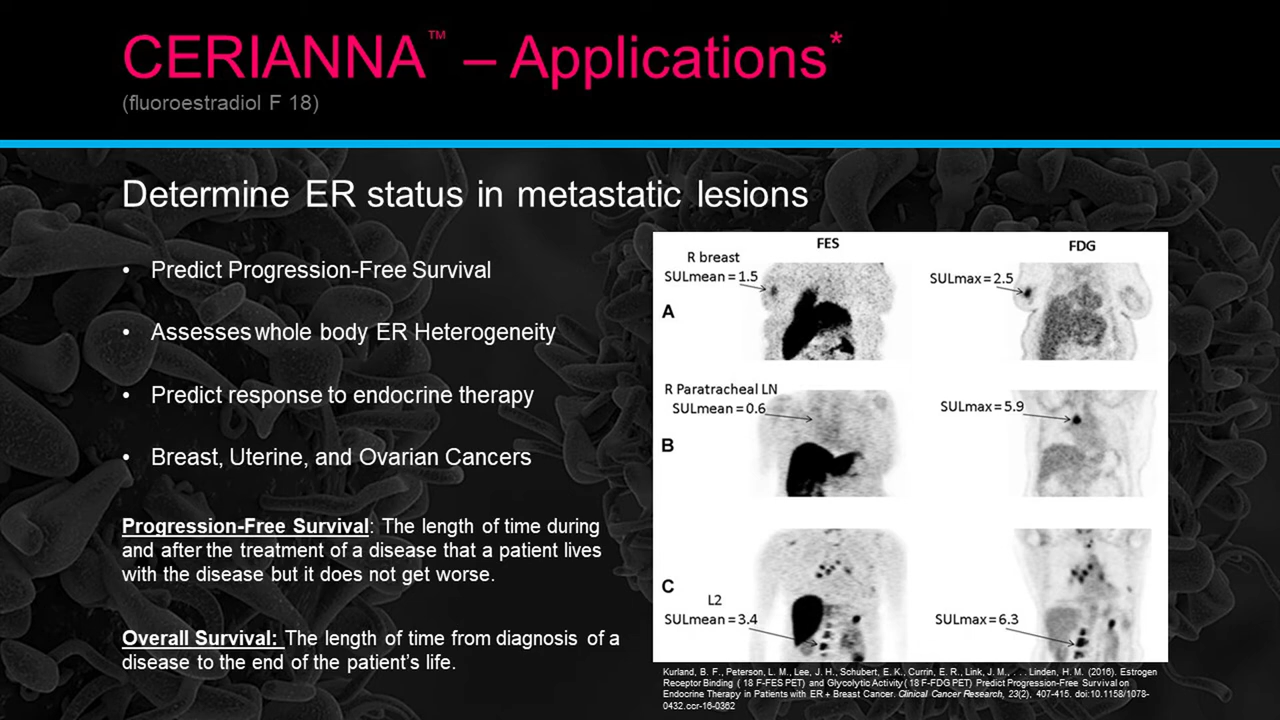 CERIANNA™ – Applications*
(fluoroestradiol F 18)
Determine ER status in metastatic lesions
• Predict Progression-Free Survival
• Assesses whole body ER Heterogeneity
• Predict response to endocrine therapy
• Breast, Uterine, and Ovarian Cancers
Progression-Free Survival: The length of time during
and after the treatment of a disease that a patient lives
with the disease but it does not get worse.
Overall Survival: The length of time from diagnosis of a
disease to the end of the patient's life.
FES
FDG
R breast
SULmean = 1.5
SULmax = 2.5
A
R Paratracheal LN
SULmean = 0.6
SULmax = 5.9
B
C
L2
SULmean = 3.4
SULmax = 6.3
Kurland, B. F., Peterson, L. M., Lee, J. H., Schubert, E. K., Currin, E. R., Link, J. M., . . . Linden, H. M. (2016). Estrogen
Receptor Binding ( 18 F-FES PET) and Glycolytic Activity ( 18 F-FDG PET) Predict Progression-Free Survival on
Endocrine Therapy in Patients with ER + Breast Cancer. Clinical Cancer Research, 23(2), 407-415. doi:10.1158/1078-
0432.ccr-16-0362